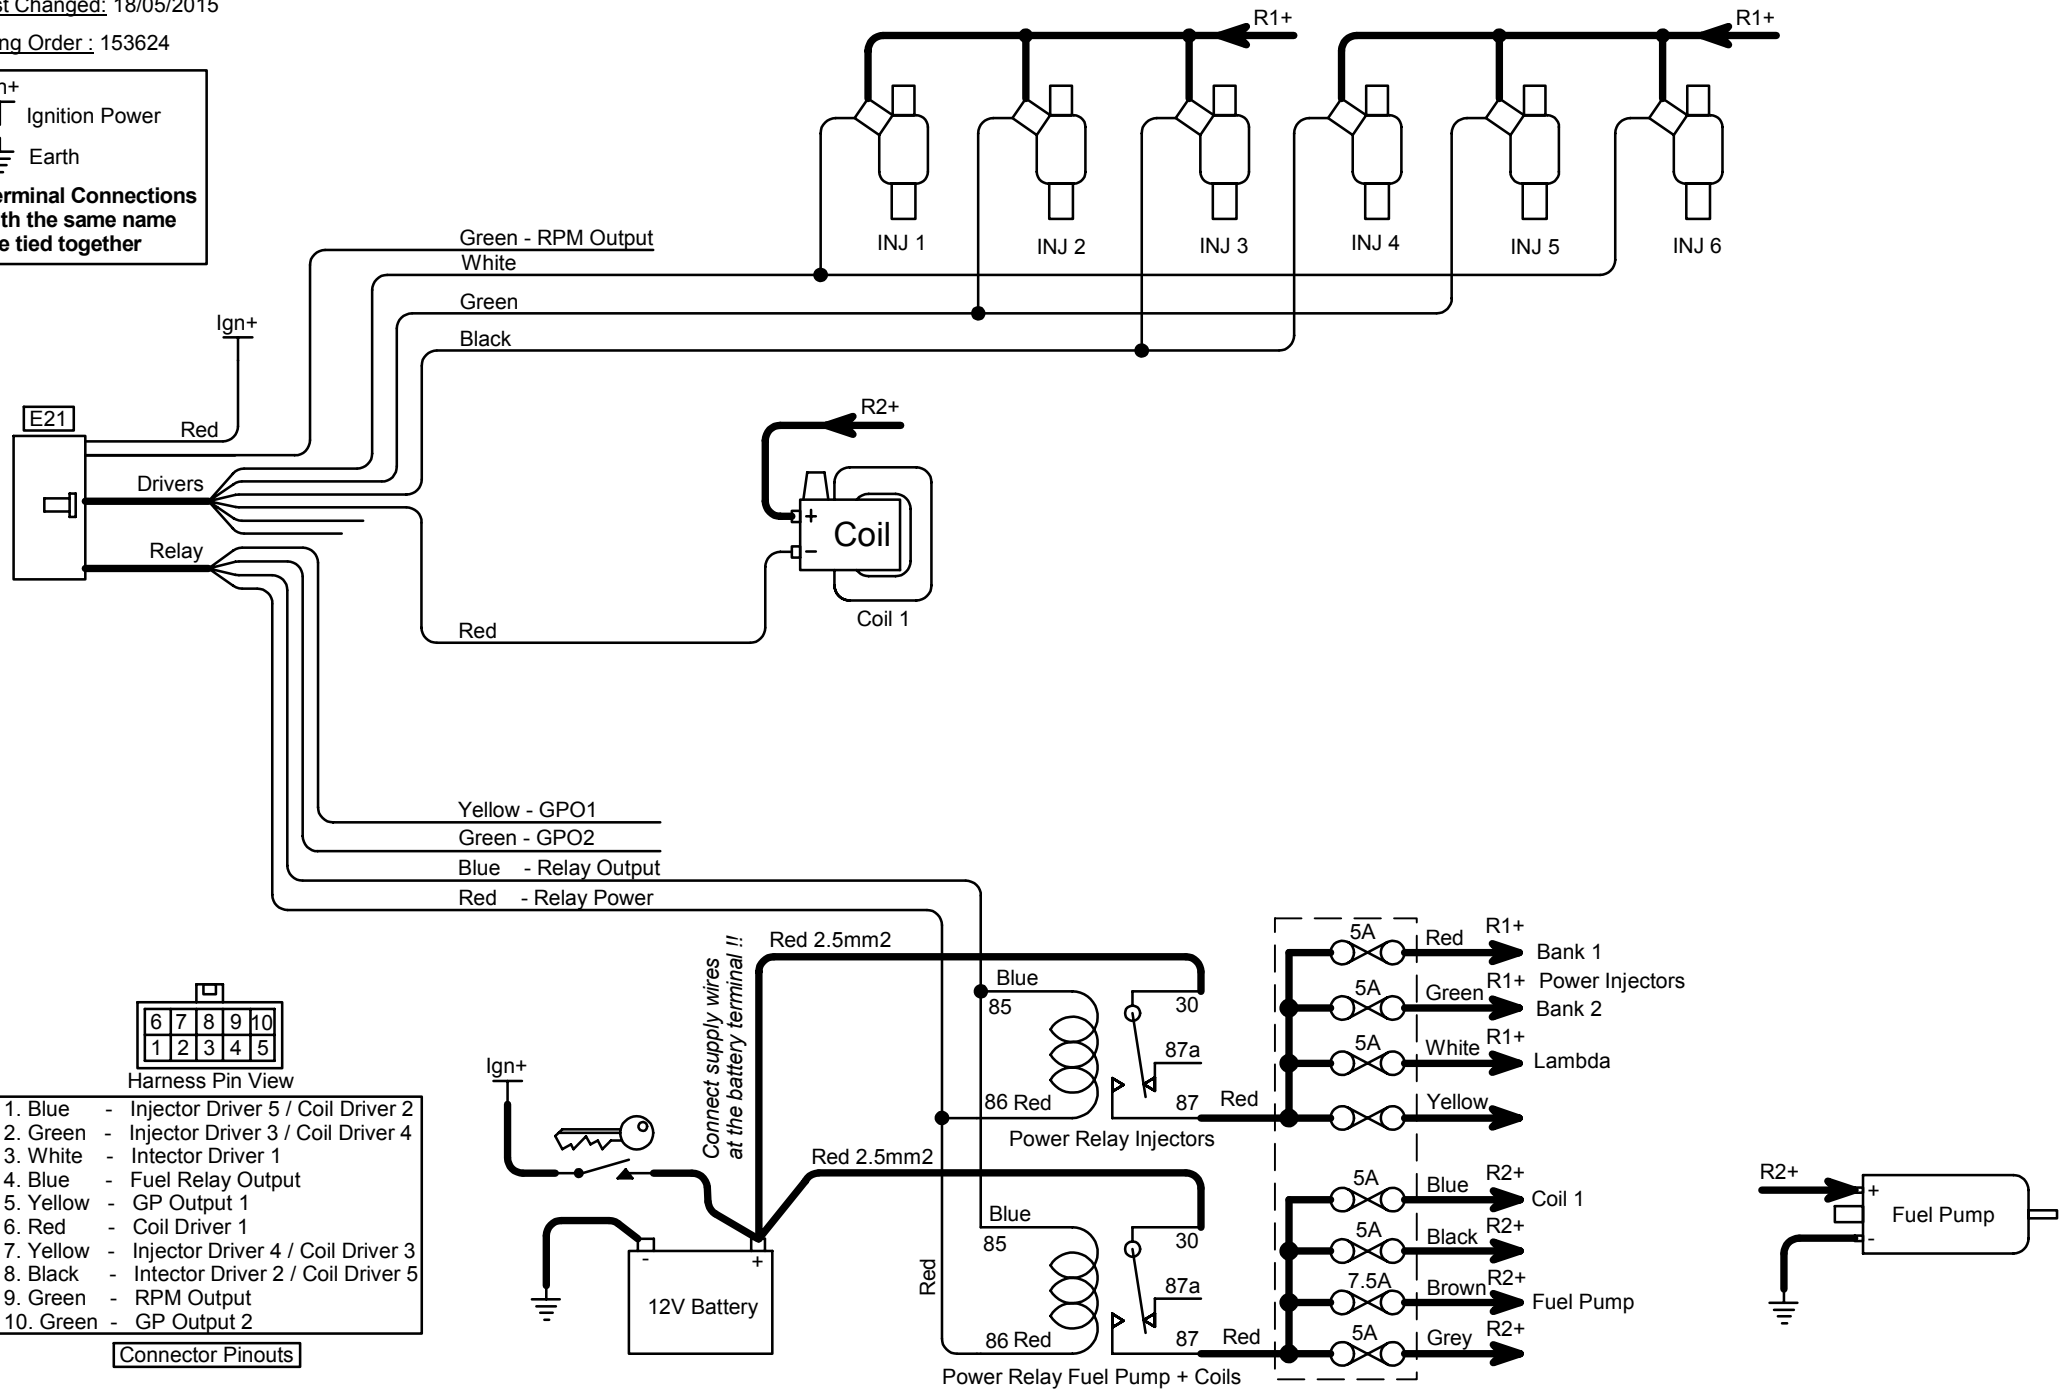 st Changed: 18/05/2015
ng Order : 153624
n+
Ignition Power
Earth
erminal Connections
th the same name
e tied together
R1+
R1+
INJ 1
INJ 2
INJ 3
INJ 4
INJ 5
INJ 6
Green - RPM Output
White
Green
Black
Ign+
E21
Red
Drivers
Relay
R2+
+
Coil
-
Coil 1
Red
Yellow - GPO1
Green - GPO2
Blue - Relay Output
Red - Relay Power
Connect supply wires
at the battery terminal !!
Red 2.5mm2
Blue
85
30
87a
86 Red
87
Red
Power Relay Injectors
5A
Red
R1+
Bank 1
5A
Green
R1+
Power Injectors
Bank 2
5A
White
R1+
Lambda
Yellow
Red 2.5mm2
Blue
85
30
87a
Red
86 Red
87
Red
Power Relay Fuel Pump + Coils
5A
Blue
R2+
Coil 1
5A
Black
R2+
7.5A
Brown
R2+
Fuel Pump
5A
Grey
R2+
R2+
+
Fuel Pump
-
Ign+
-
+
12V Battery
6 7 8 9 10
1 2 3 4 5
Harness Pin View
1. Blue - Injector Driver 5 / Coil Driver 2
2. Green - Injector Driver 3 / Coil Driver 4
3. White - Intector Driver 1
4. Blue - Fuel Relay Output
5. Yellow - GP Output 1
6. Red - Coil Driver 1
7. Yellow - Injector Driver 4 / Coil Driver 3
8. Black - Intector Driver 2 / Coil Driver 5
9. Green - RPM Output
10. Green - GP Output 2
Connector Pinouts